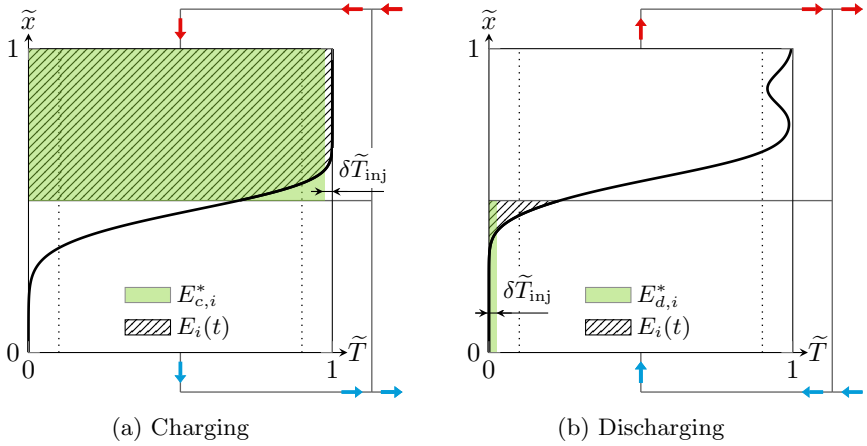 x̃
1
δT̃inj
E*c,i
Ei(t)
0
0
1
T̃
(a) Charging
x̃
1
δT̃inj
E*d,i
Ei(t)
0
0
1
T̃
(b) Discharging